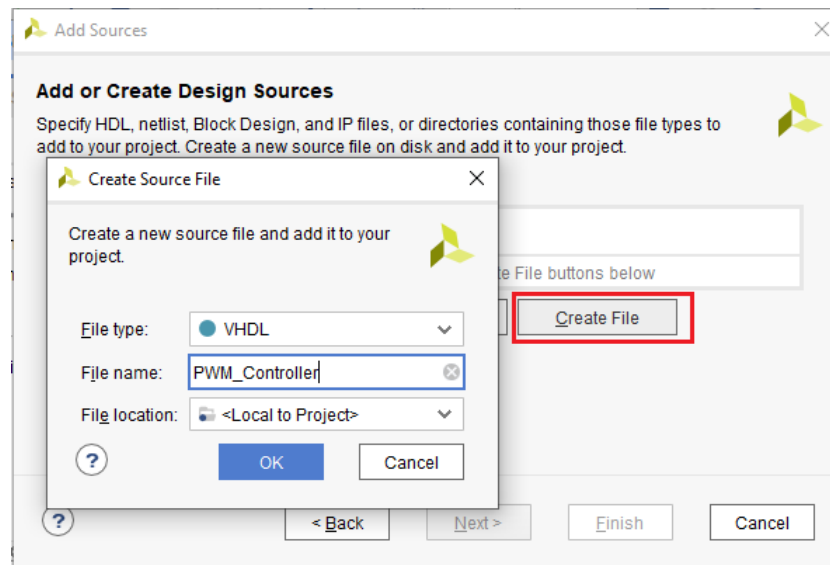 Add Sources
Add or Create Design Sources
Specify HDL, netlist, Block Design, and IP files, or directories containing those file types to
add to your project. Create a new source file on disk and add it to your project.
Create Source File
Create a new source file and add it to your
project.
File buttons below
Create File
File type: VHDL
File name: PWM_Controller
File location: <Local to Project>
?
OK
Cancel
?
< Back
Next >
Finish
Cancel